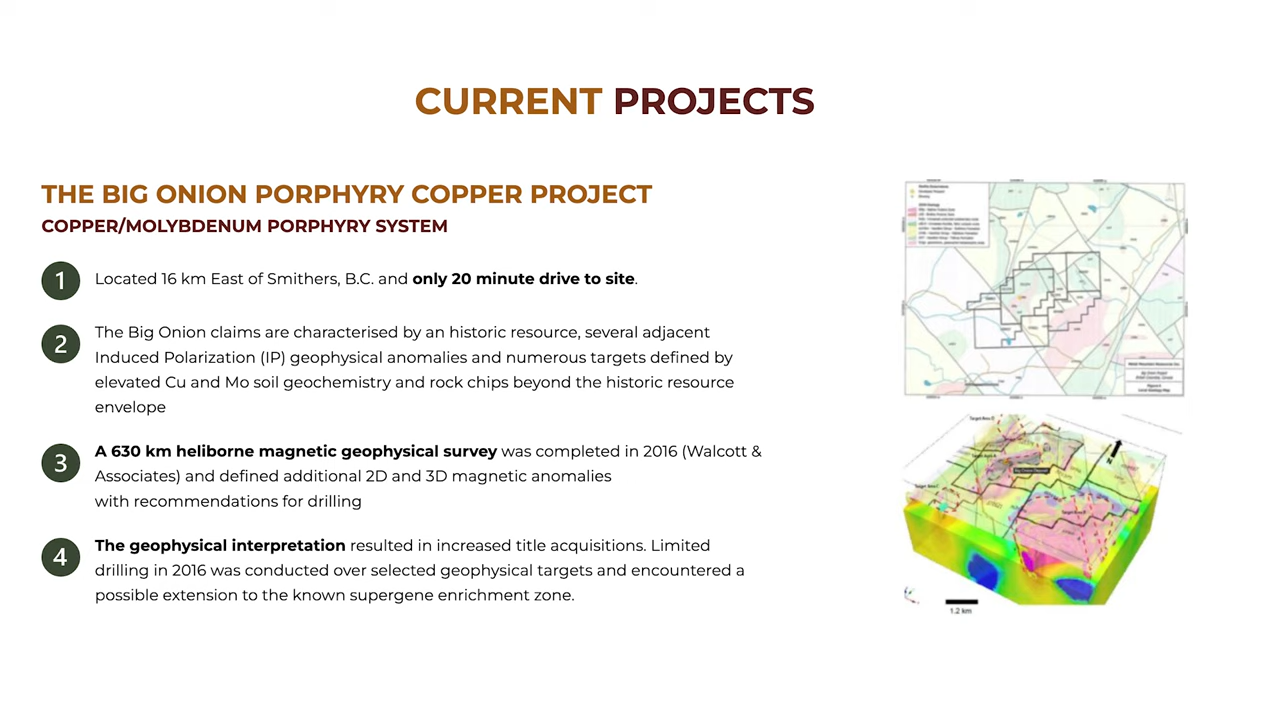 CURRENT PROJECTS
THE BIG ONION PORPHYRY COPPER PROJECT
COPPER/MOLYBDENUM PORPHYRY SYSTEM
1
Located 16 km East of Smithers, B.C. and only 20 minute drive to site.
2
The Big Onion claims are characterised by an historic resource, several adjacent
Induced Polarization (IP) geophysical anomalies and numerous targets defined by
elevated Cu and Mo soil geochemistry and rock chips beyond the historic resource
envelope
3
A 630 km heliborne magnetic geophysical survey was completed in 2016 (Walcott &
Associates) and defined additional 2D and 3D magnetic anomalies
with recommendations for drilling
4
The geophysical interpretation resulted in increased title acquisitions. Limited
drilling in 2016 was conducted over selected geophysical targets and encountered a
possible extension to the known supergene enrichment zone.
N
1.2 km